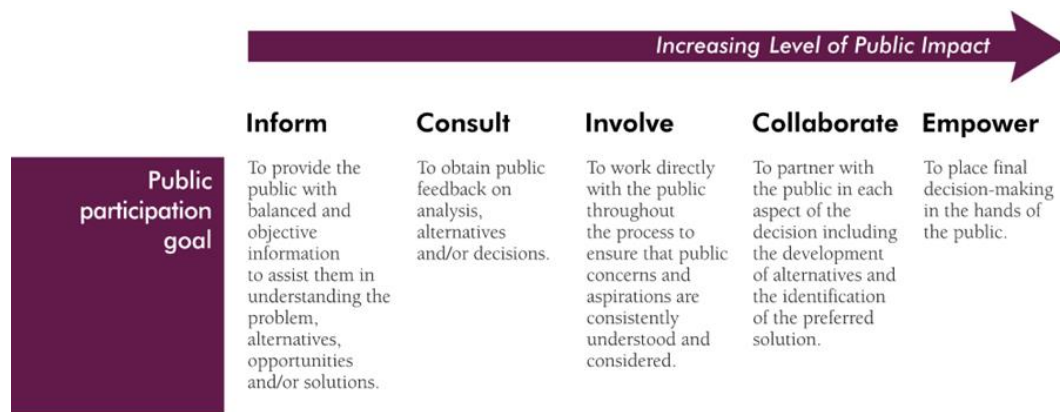 Increasing Level of Public Impact
Inform
Consult
Involve
Collaborate
Empower
Public
participation
goal
To provide the
public with
balanced and
objective
information
to assist them in
understanding the
problem,
alternatives,
opportunities
and/or solutions.
To obtain public
feedback on
analysis,
alternatives
and/or decisions.
To work directly
with the public
throughout
the process to
ensure that public
concerns and
aspirations are
consistently
understood and
considered.
To partner with
the public in each
aspect of the
decision including
the development
of alternatives and
the identification
of the preferred
solution.
To place final
decision-making
in the hands of
the public.